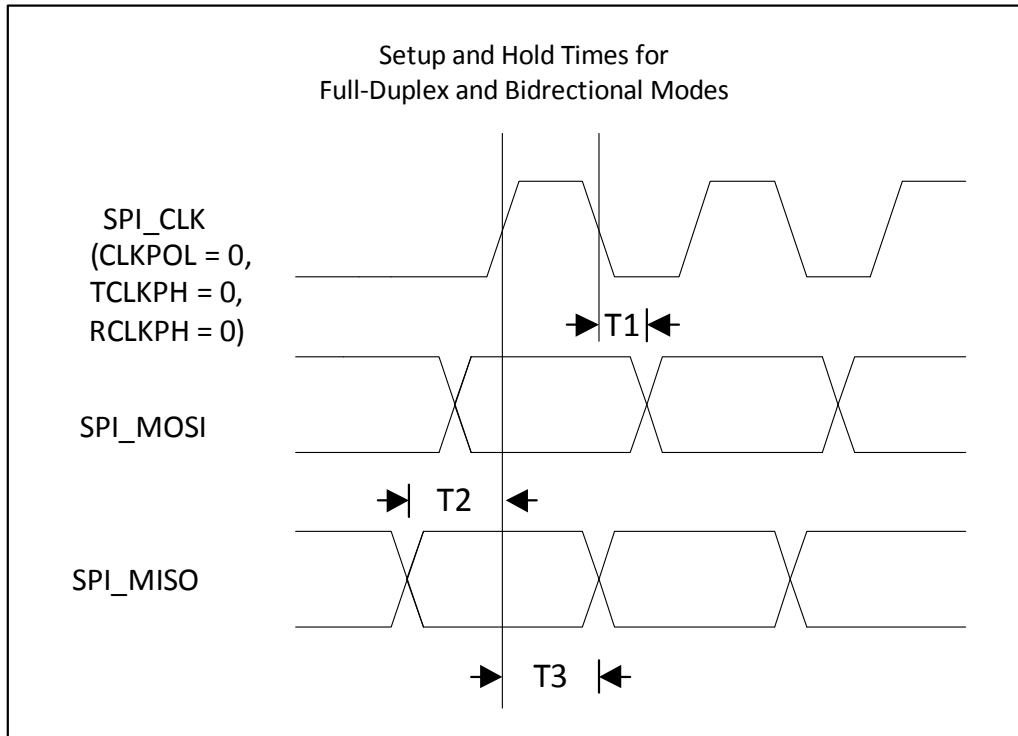 Setup and Hold Times for
Full-Duplex and Bidrectional Modes
SPI_CLK
(CLKPOL = 0,
TCLKPH = 0,
RCLKPH = 0)
T1
SPI_MOSI
T2
SPI_MISO
T3